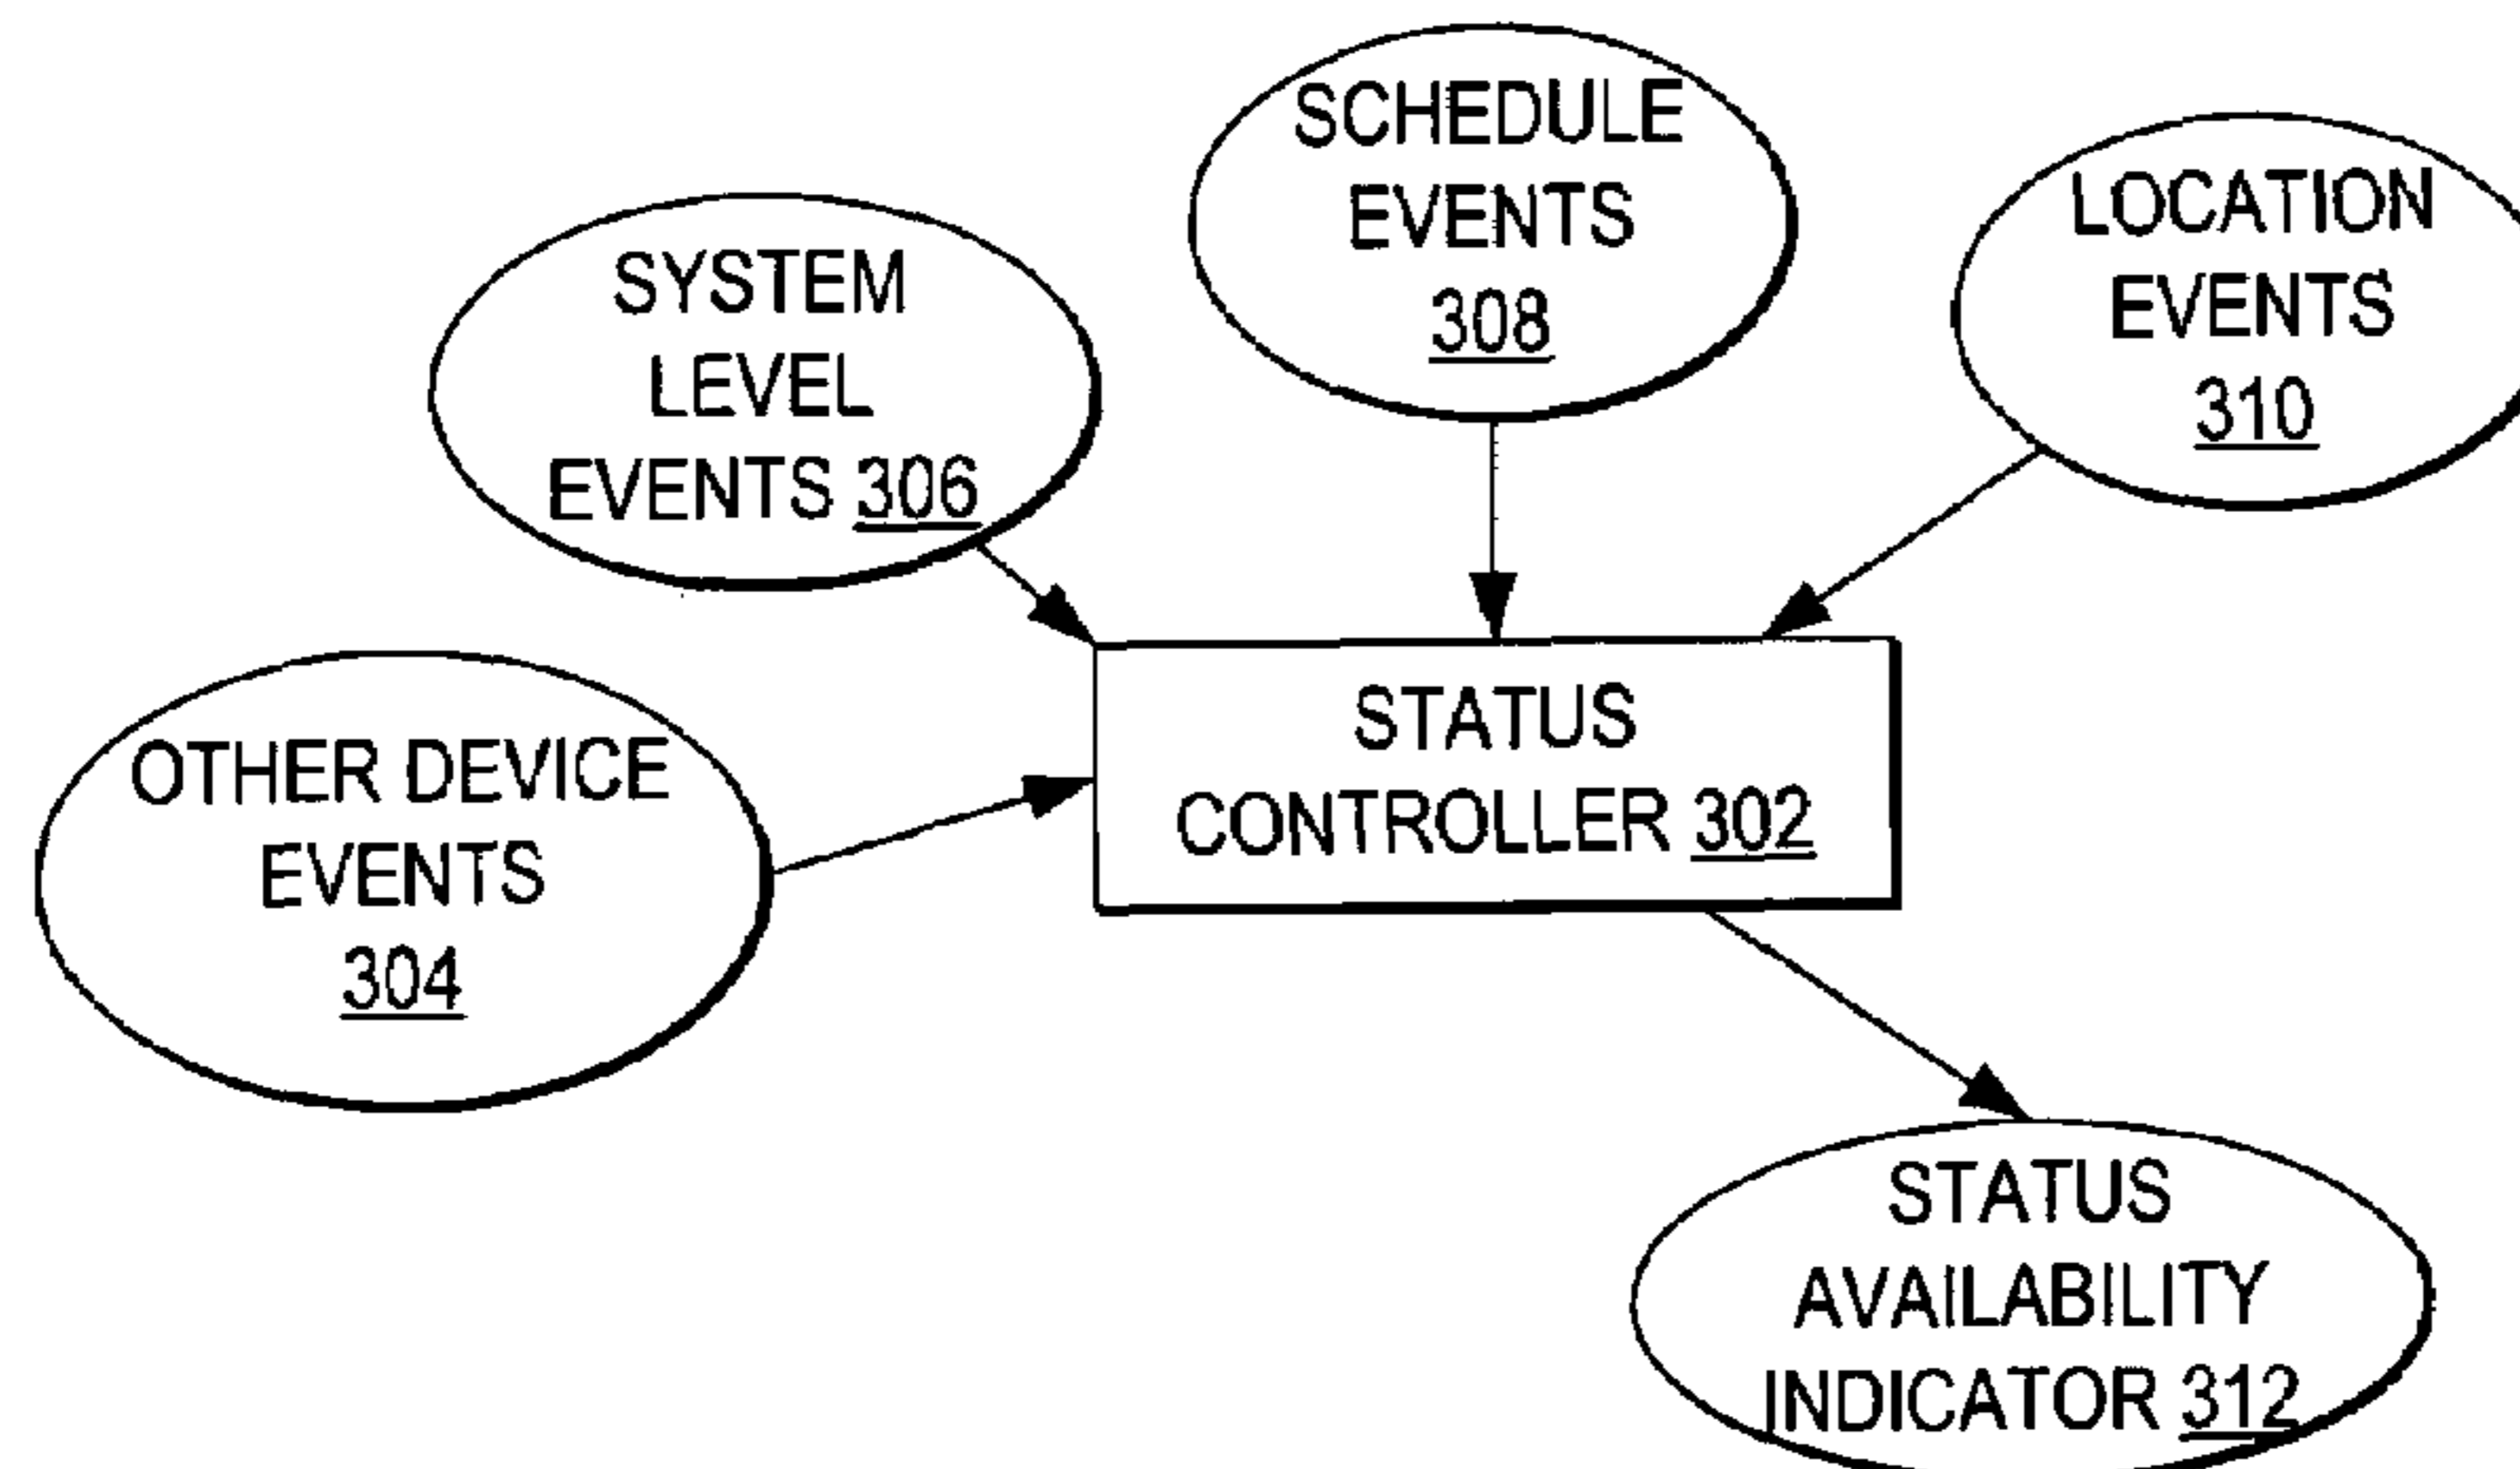 SCHEDULE
EVENTS
308
LOCATION
EVENTS
310
SYSTEM
LEVEL
EVENTS 306
OTHER DEVICE
EVENTS
304
STATUS
CONTROLLER 302
STATUS
AVAILABILITY
INDICATOR 312